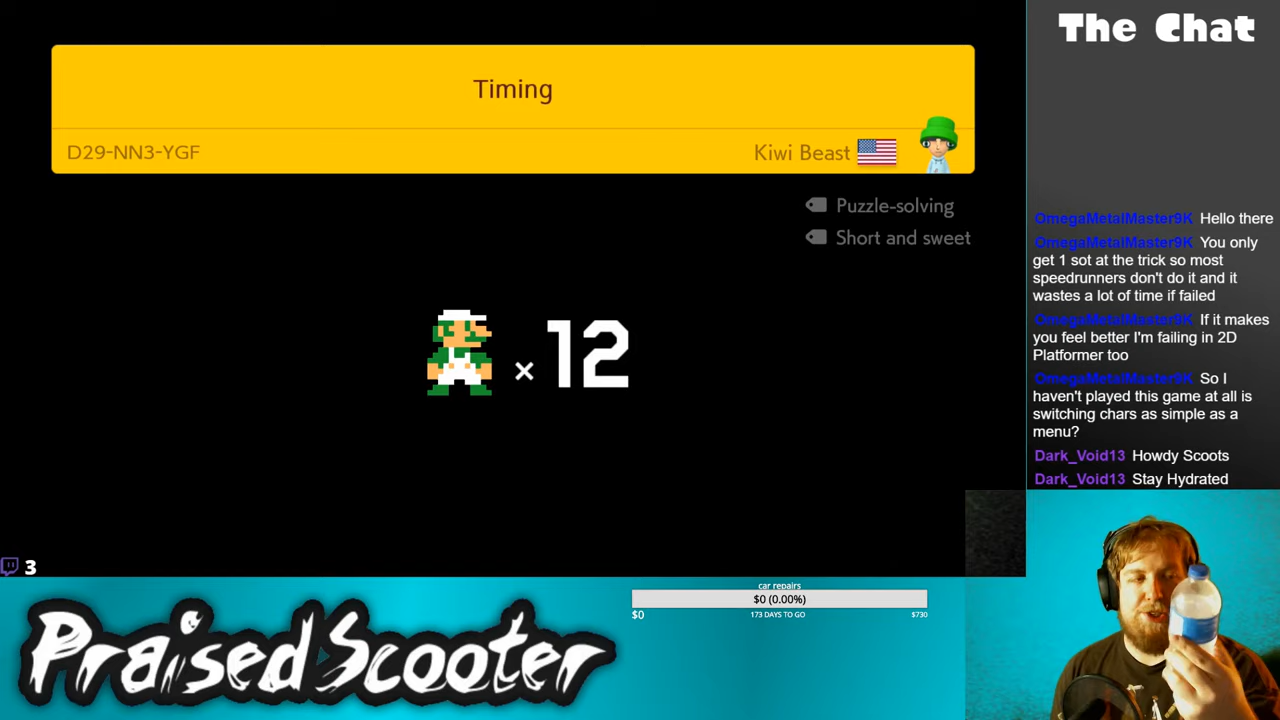 Timing
D29-NN3-YGF
Kiwi Beast
Puzzle-solving
Short and sweet
× 12
3
The Chat
OmegaMetalMaster9K Hello there
OmegaMetalMaster9K You only
get 1 sot at the trick so most
speedrunners don't do it and it
wastes a lot of time if failed
OmegaMetalMaster9K If it makes
you feel better I'm failing in 2D
Platformer too
OmegaMetalMaster9K So I
haven't played this game at all is
switching chars as simple as a
menu?
Dark_Void13 Howdy Scoots
Dark_Void13 Stay Hydrated
car repairs
$0 (0.00%)
$0 173 DAYS TO GO $730
PraisedScooter